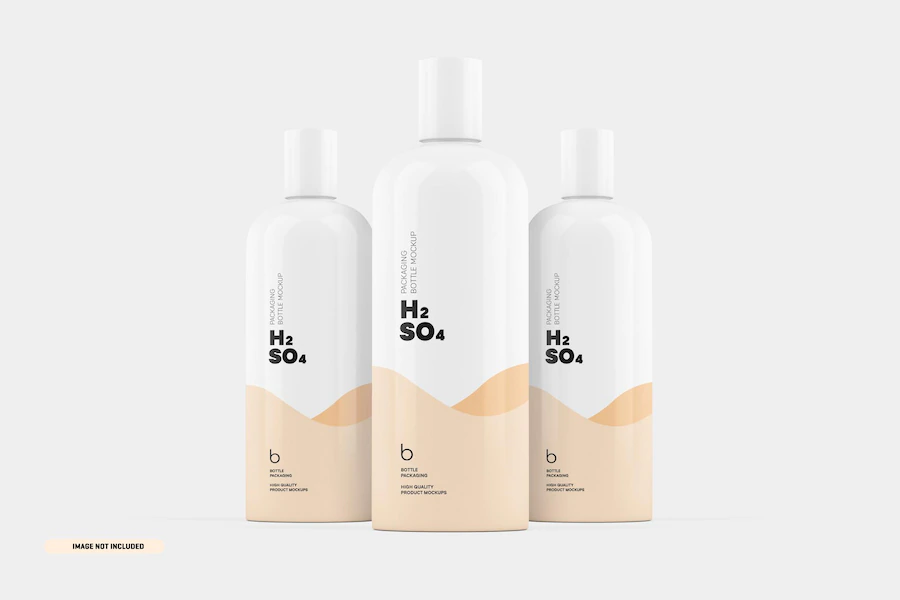 PACKAGING
BOTTLE MOCKUP
H2
SO4
b
BOTTLE
PACKAGING
HIGH QUALITY
PRODUCT MOCKUPS
PACKAGING
BOTTLE MOCKUP
H2
SO4
b
BOTTLE
PACKAGING
HIGH QUALITY
PRODUCT MOCKUPS
PACKAGING
BOTTLE MOCKUP
H2
SO4
b
BOTTLE
PACKAGING
HIGH QUALITY
PRODUCT MOCKUPS
IMAGE NOT INCLUDED